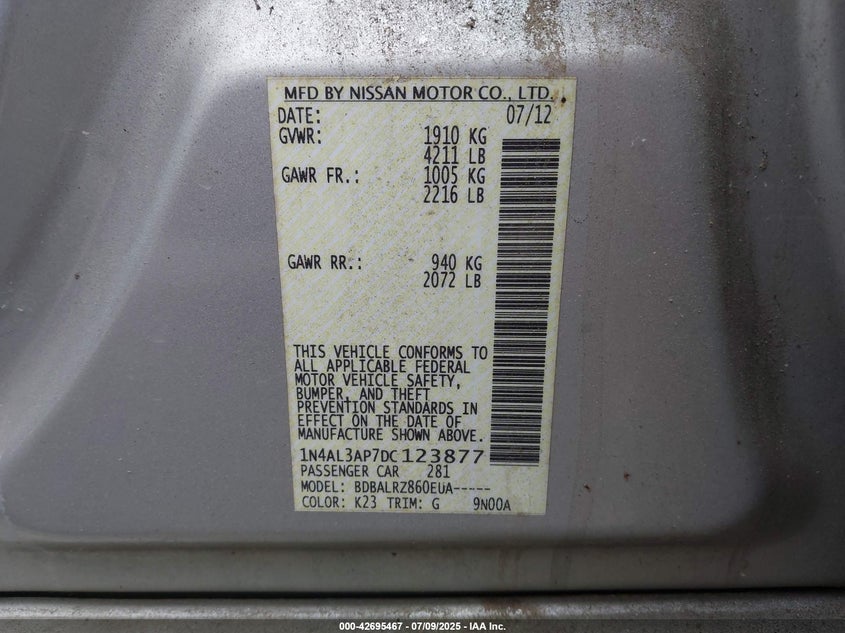 MFD BY NISSAN MOTOR CO., LTD.
DATE: 07/12
GVWR: 1910 KG
4211 LB
GAWR FR.: 1005 KG
2216 LB
GAWR RR.: 940 KG
2072 LB
THIS VEHICLE CONFORMS TO
ALL APPLICABLE FEDERAL
MOTOR VEHICLE SAFETY,
BUMPER, AND THEFT
PREVENTION STANDARDS IN
EFFECT ON THE DATE OF
MANUFACTURE SHOWN ABOVE.
1N4AL3AP7DC123877
PASSENGER CAR 281
MODEL: BDBALRZ860EUA-----
COLOR: K23 TRIM: G 9N00A
000-42695467 - 07/09/2025 - IAA Inc.